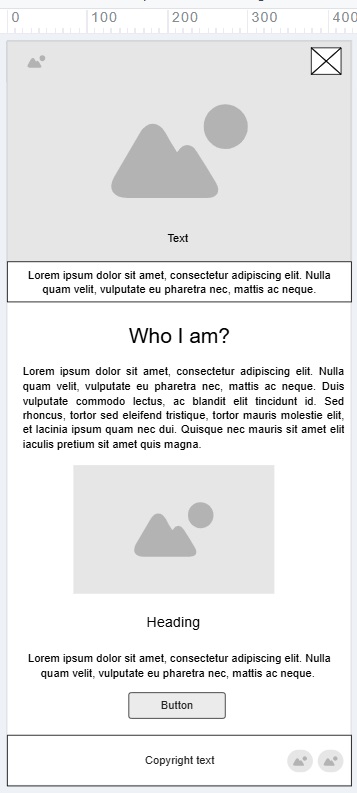 0 100 200 300 400
Text
Lorem ipsum dolor sit amet, consectetur adipiscing elit. Nulla
quam velit, vulputate eu pharetra nec, mattis ac neque.
Who I am?
Lorem ipsum dolor sit amet, consectetur adipiscing elit. Nulla
quam velit, vulputate eu pharetra nec, mattis ac neque. Duis
vulputate commodo lectus, ac blandit elit tincidunt id. Sed
rhoncus, tortor sed eleifend tristique, tortor mauris molestie elit,
et lacinia ipsum quam nec dui. Quisque nec mauris sit amet elit
iaculis pretium sit amet quis magna.
Heading
Lorem ipsum dolor sit amet, consectetur adipiscing elit. Nulla
quam velit, vulputate eu pharetra nec, mattis ac neque.
Button
Copyright text